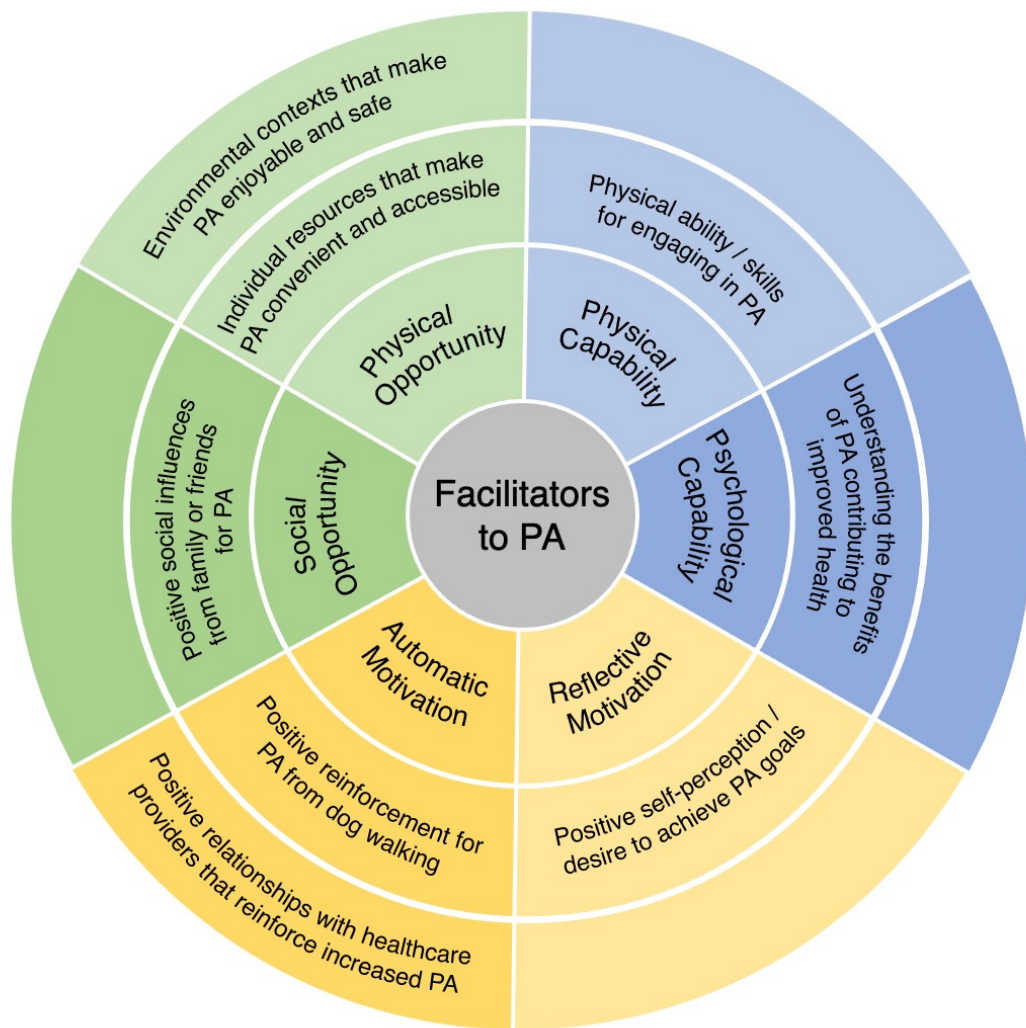 Environmental contexts that make
PA enjoyable and safe
Individual resources that make
PA convenient and accessible
Physical
Opportunity
Physical ability / skills
for engaging in PA
Physical
Capability
Understanding the benefits
of PA contributing to
improved health
Psychological
Capability
Facilitators
to PA
Positive social influences
from family or friends
for PA
Social
Opportunity
Automatic
Motivation
Positive reinforcement for
PA from dog walking
Positive relationships with healthcare
providers that reinforce increased PA
Reflective
Motivation
Positive self-perception /
desire to achieve PA goals